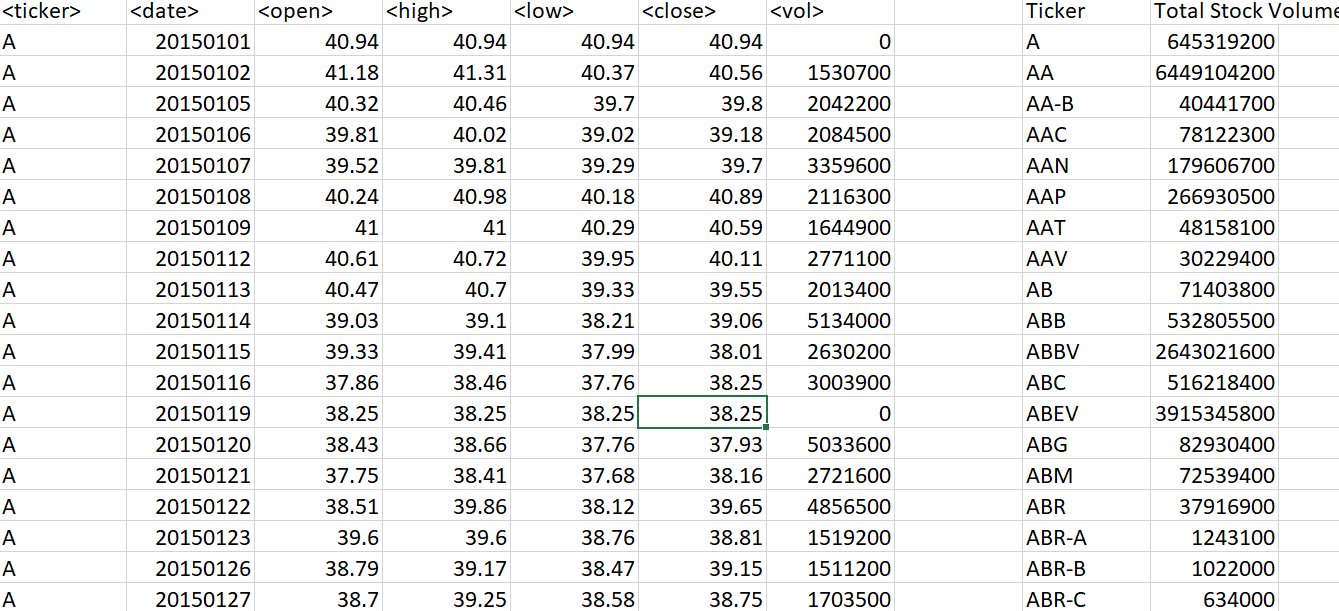 <ticker> <date> <open> <high> <low> <close> <vol> Ticker Total Stock Volume
A 20150101 40.94 40.94 40.94 40.94 0 A 645319200
A 20150102 41.18 41.31 40.37 40.56 1530700 AA 6449104200
A 20150105 40.32 40.46 39.7 39.8 2042200 AA-B 40441700
A 20150106 39.81 40.02 39.02 39.18 2084500 AAC 78122300
A 20150107 39.52 39.81 39.29 39.7 3359600 AAN 179606700
A 20150108 40.24 40.98 40.18 40.89 2116300 AAP 266930500
A 20150109 41 41 40.29 40.59 1644900 AAT 48158100
A 20150112 40.61 40.72 39.95 40.11 2771100 AAV 30229400
A 20150113 40.47 40.7 39.33 39.55 2013400 AB 71403800
A 20150114 39.03 39.1 38.21 39.06 5134000 ABB 532805500
A 20150115 39.33 39.41 37.99 38.01 2630200 ABBV 2643021600
A 20150116 37.86 38.46 37.76 38.25 3003900 ABC 516218400
A 20150119 38.25 38.25 38.25 38.25 0 ABEV 3915345800
A 20150120 38.43 38.66 37.76 37.93 5033600 ABG 82930400
A 20150121 37.75 38.41 37.68 38.16 2721600 ABM 72539400
A 20150122 38.51 39.86 38.12 39.65 4856500 ABR 37916900
A 20150123 39.6 39.6 38.76 38.81 1519200 ABR-A 1243100
A 20150126 38.79 39.17 38.47 39.15 1511200 ABR-B 1022000
A 20150127 38.7 39.25 38.58 38.75 1703500 ABR-C 634000